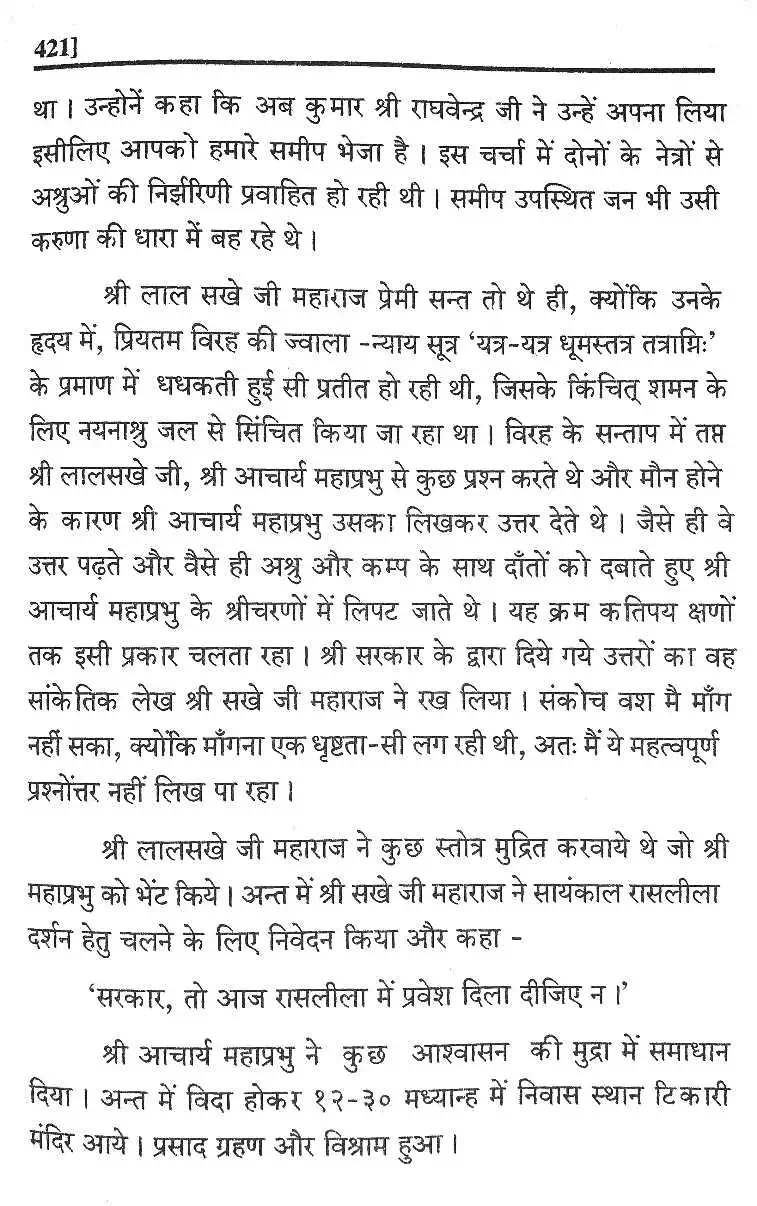 421]
था। उन्होनें कहा कि अब कुमार श्री राघवेन्द्र जी ने उन्हें अपना लिया
इसीलिए आपको हमारे समीप भेजा है। इस चर्चा में दोनों के नेत्रों से
अश्रुओं की निर्झरिणी प्रवाहित हो रही थी। समीप उपस्थित जन भी उसी
करुणा की धारा में बह रहे थे।
श्री लाल सखे जी महाराज प्रेमी सन्त तो थे ही, क्योंकि उनके
हृदय में, प्रियतम विरह की ज्वाला -न्याय सूत्र ‘यत्र-यत्र धूमस्तत्र तत्राग्निः’
के प्रमाण में धधकती हुई सी प्रतीत हो रही थी, जिसके किंचित् शमन के
लिए नयनाश्रु जल से सिंचित किया जा रहा था। विरह के सन्ताप में तप्त
श्री लालसखे जी, श्री आचार्य महाप्रभु से कुछ प्रश्न करते थे और मौन होने
के कारण श्री आचार्य महाप्रभु उसका लिखकर उत्तर देते थे। जैसे ही वे
उत्तर पढ़ते और वैसे ही अश्रु और कम्प के साथ दाँतों को दबाते हुए श्री
आचार्य महाप्रभु के श्रीचरणों में लिपट जाते थे। यह क्रम कतिपय क्षणों
तक इसी प्रकार चलता रहा। श्री सरकार के द्वारा दिये गये उत्तरों का वह
सांकेतिक लेख श्री सखे जी महाराज ने रख लिया। संकोच वश मै माँग
नहीं सका, क्योंकि माँगना एक धृष्टता-सी लग रही थी, अतः मैं ये महत्वपूर्ण
प्रश्नोंत्तर नहीं लिख पा रहा।
श्री लालसखे जी महाराज ने कुछ स्तोत्र मुद्रित करवाये थे जो श्री
महाप्रभु को भेंट किये। अन्त में श्री सखे जी महाराज ने सायंकाल रासलीला
दर्शन हेतु चलने के लिए निवेदन किया और कहा -
‘सरकार, तो आज रासलीला में प्रवेश दिला दीजिए न।’
श्री आचार्य महाप्रभु ने कुछ आश्वासन की मुद्रा में समाधान
दिया। अन्त में विदा होकर १२-३० मध्यान्ह में निवास स्थान टिकारी
मंदिर आये। प्रसाद ग्रहण और विश्राम हुआ।